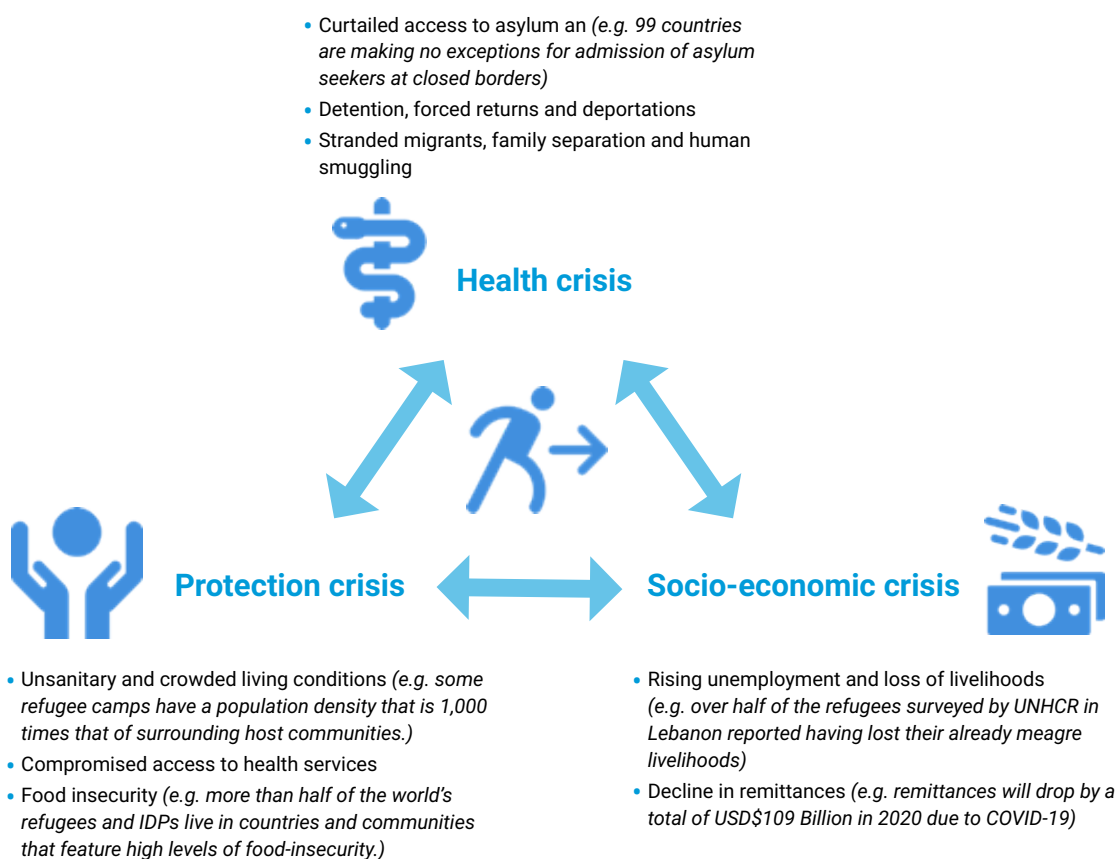 • Curtailed access to asylum an (e.g. 99 countries
are making no exceptions for admission of asylum
seekers at closed borders)
• Detention, forced returns and deportations
• Stranded migrants, family separation and human
smuggling
Health crisis
Protection crisis
Socio-economic crisis
• Unsanitary and crowded living conditions (e.g. some
refugee camps have a population density that is 1,000
times that of surrounding host communities.)
• Compromised access to health services
• Food insecurity (e.g. more than half of the world’s
refugees and IDPs live in countries and communities
that feature high levels of food-insecurity.)
• Rising unemployment and loss of livelihoods
(e.g. over half of the refugees surveyed by UNHCR in
Lebanon reported having lost their already meagre
livelihoods)
• Decline in remittances (e.g. remittances will drop by a
total of USD$109 Billion in 2020 due to COVID-19)